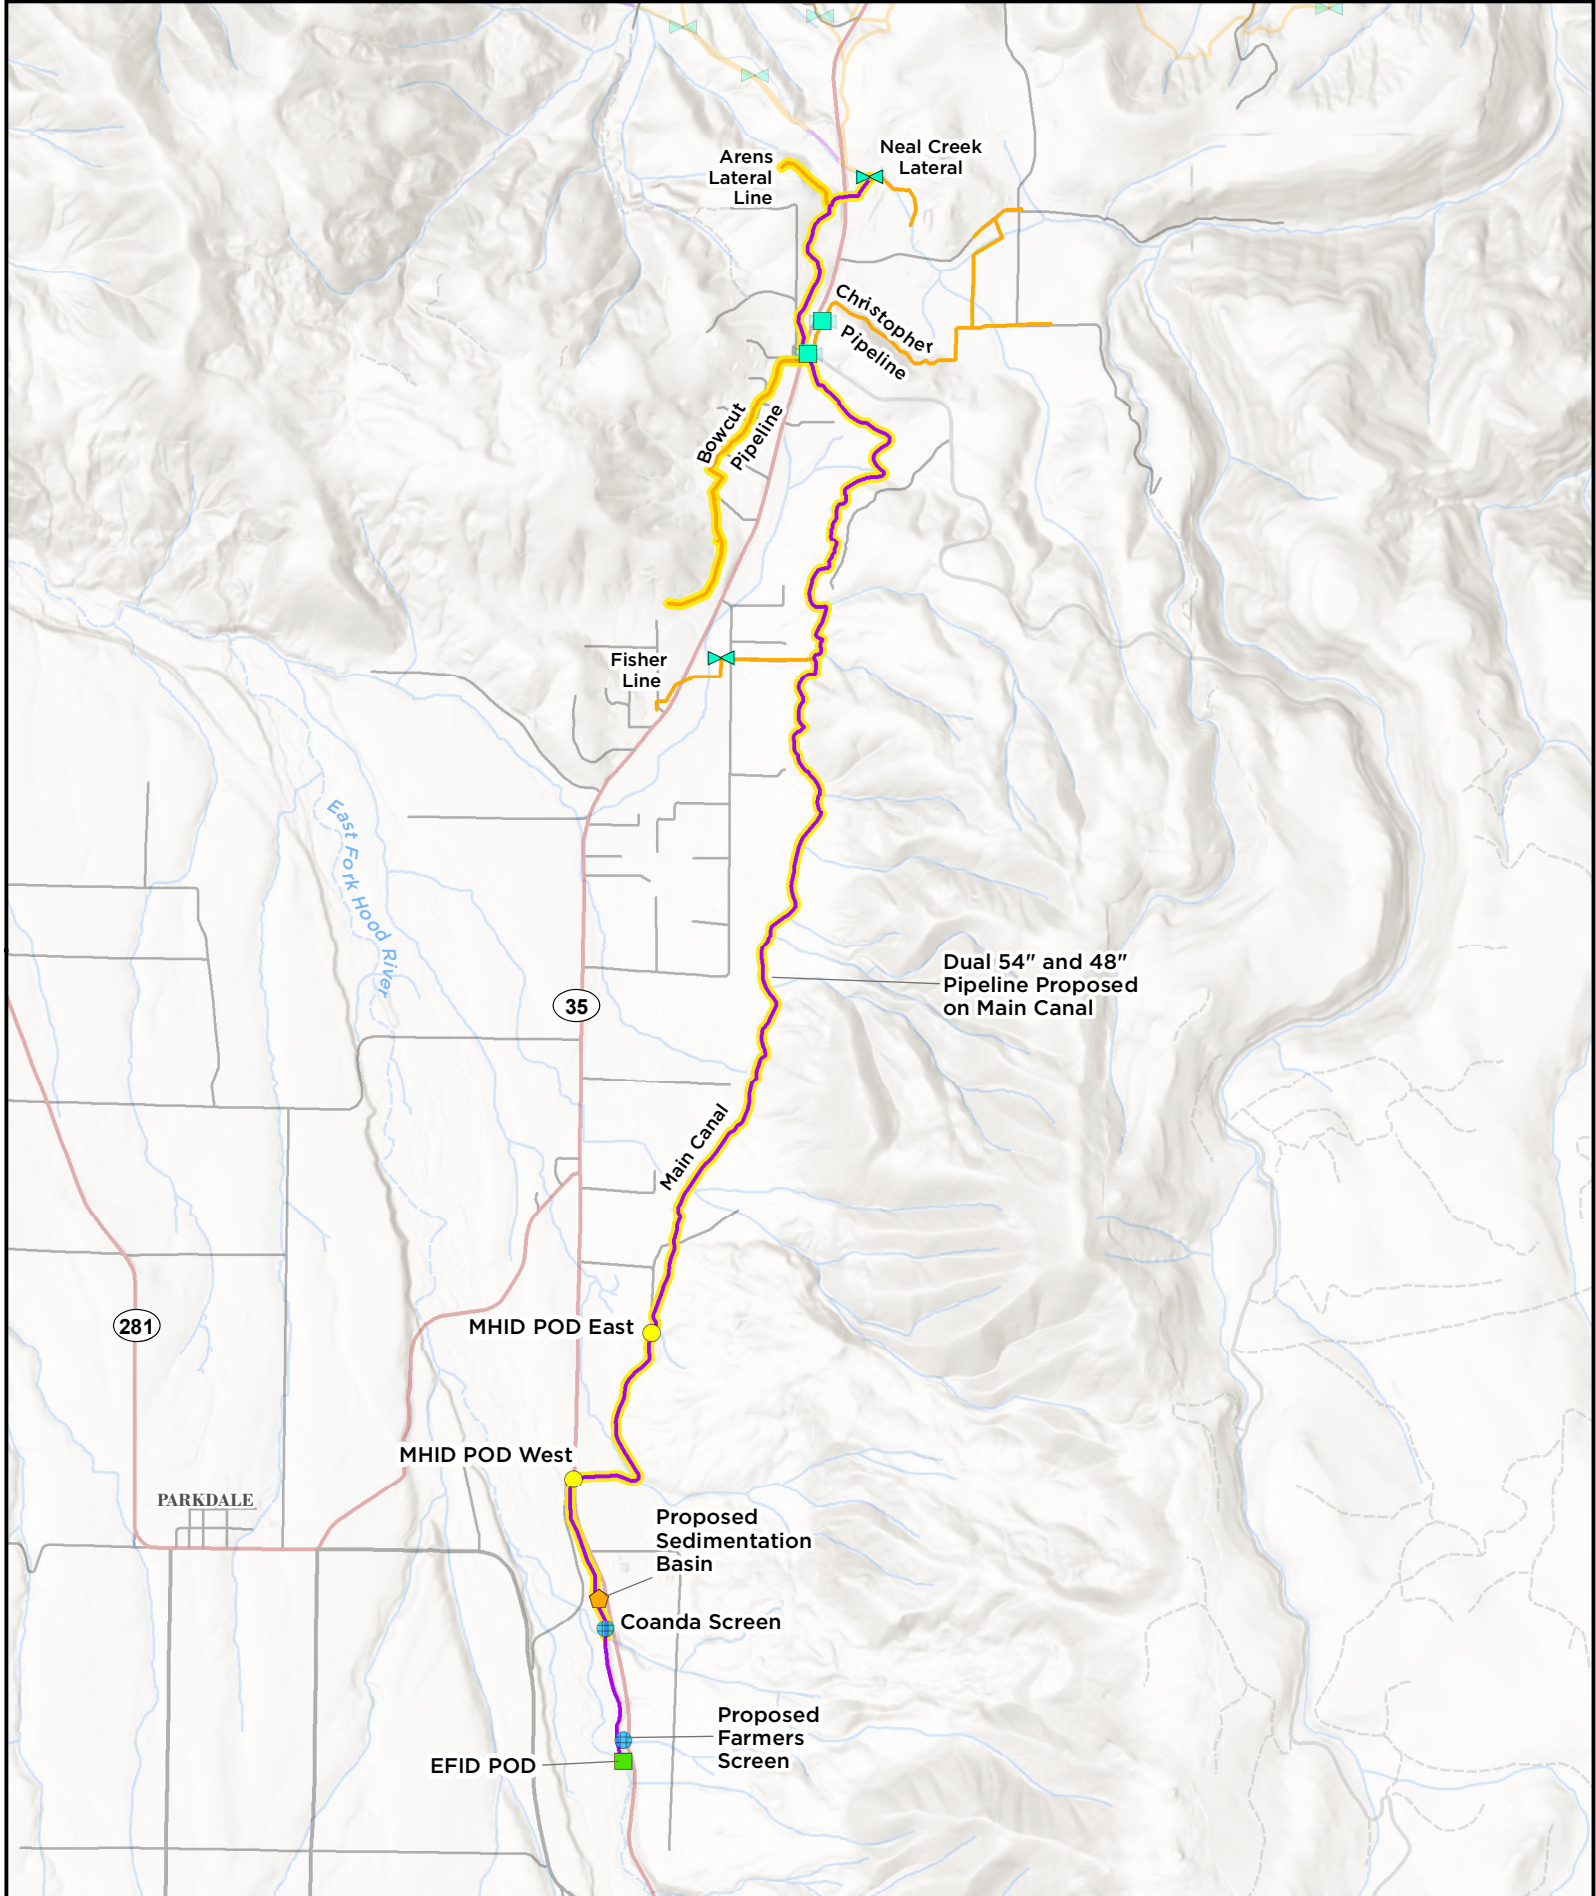 Neal Creek
Lateral
Arens
Lateral
Line
Christopher
Pipeline
Bowcut
Pipeline
Fisher
Line
East Fork Hood River
Dual 54" and 48"
Pipeline Proposed
on Main Canal
35
Main Canal
281
MHID POD East
MHID POD West
PARKDALE
Proposed
Sedimentation
Basin
Coanda Screen
Proposed
Farmers
Screen
EFID POD